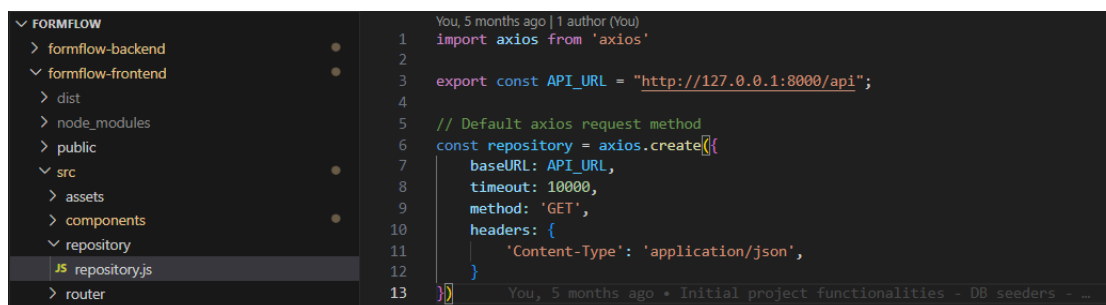 FORMFLOW
formflow-backend
formflow-frontend
dist
node_modules
public
src
assets
components
repository
JS repository.js
router
You, 5 months ago | 1 author (You)
1 import axios from 'axios'
2
3 export const API_URL = "http://127.0.0.1:8000/api";
4
5 // Default axios request method
6 const repository = axios.create({
7 baseURL: API_URL,
8 timeout: 10000,
9 method: 'GET',
10 headers: {
11 'Content-Type': 'application/json',
12 }
13 }) You, 5 months ago • Initial project functionalities - DB seeders - …